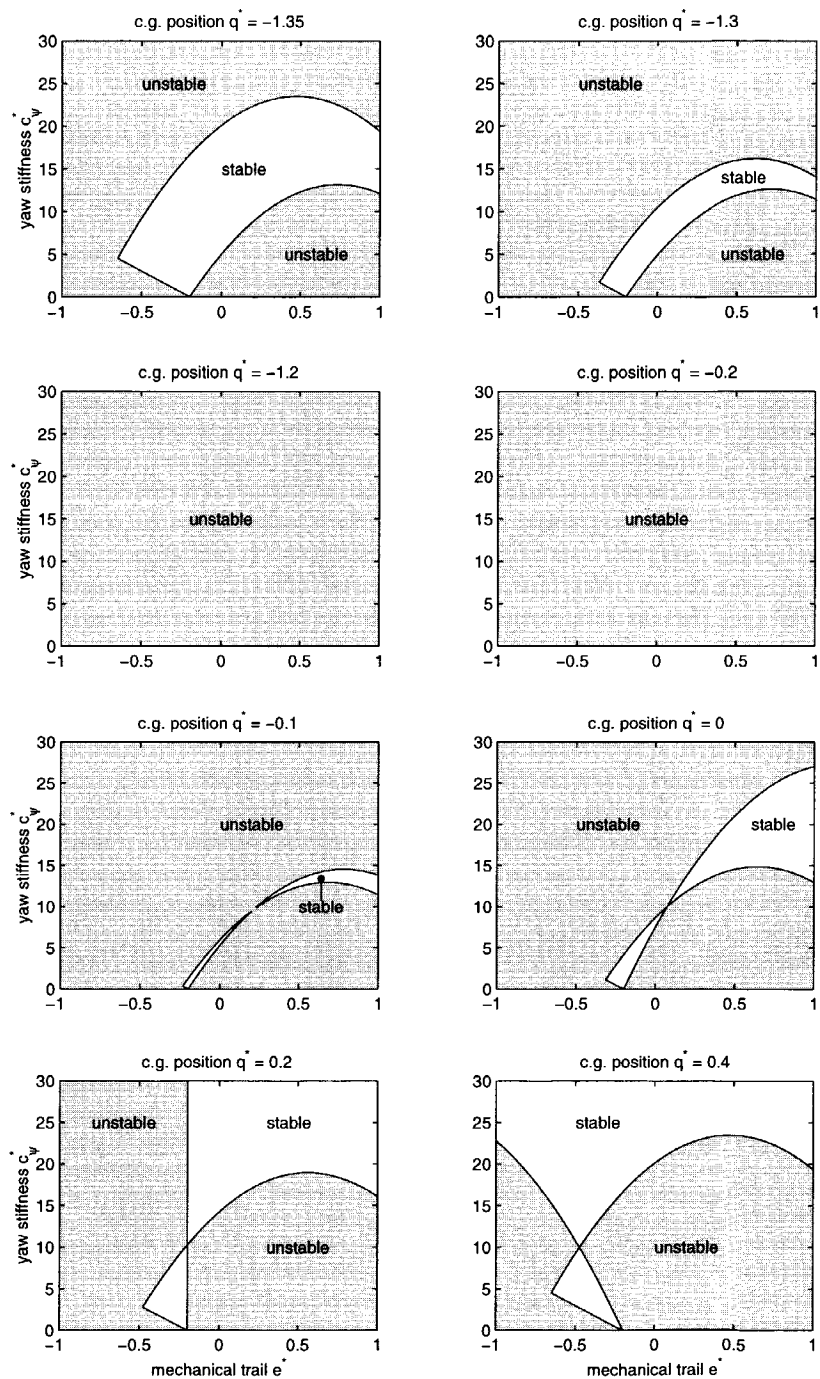 c.g. position q* = −1.35
30
25
20
15
10
5
0
yaw stiffness c*ψ
unstable
stable
unstable
−1 −0.5 0 0.5 1
c.g. position q* = −1.3
30
25
20
15
10
5
0
unstable
stable
unstable
−1 −0.5 0 0.5 1
c.g. position q* = −1.2
30
25
20
15
10
5
0
yaw stiffness c*ψ
unstable
−1 −0.5 0 0.5 1
c.g. position q* = −0.2
30
25
20
15
10
5
0
unstable
−1 −0.5 0 0.5 1
c.g. position q* = −0.1
30
25
20
15
10
5
0
yaw stiffness c*ψ
unstable
stable
−1 −0.5 0 0.5 1
c.g. position q* = 0
30
25
20
15
10
5
0
unstable
stable
−1 −0.5 0 0.5 1
c.g. position q* = 0.2
30
25
20
15
10
5
0
yaw stiffness c*ψ
unstable
stable
unstable
−1 −0.5 0 0.5 1
mechanical trail e*
c.g. position q* = 0.4
30
25
20
15
10
5
0
stable
unstable
−1 −0.5 0 0.5 1
mechanical trail e*